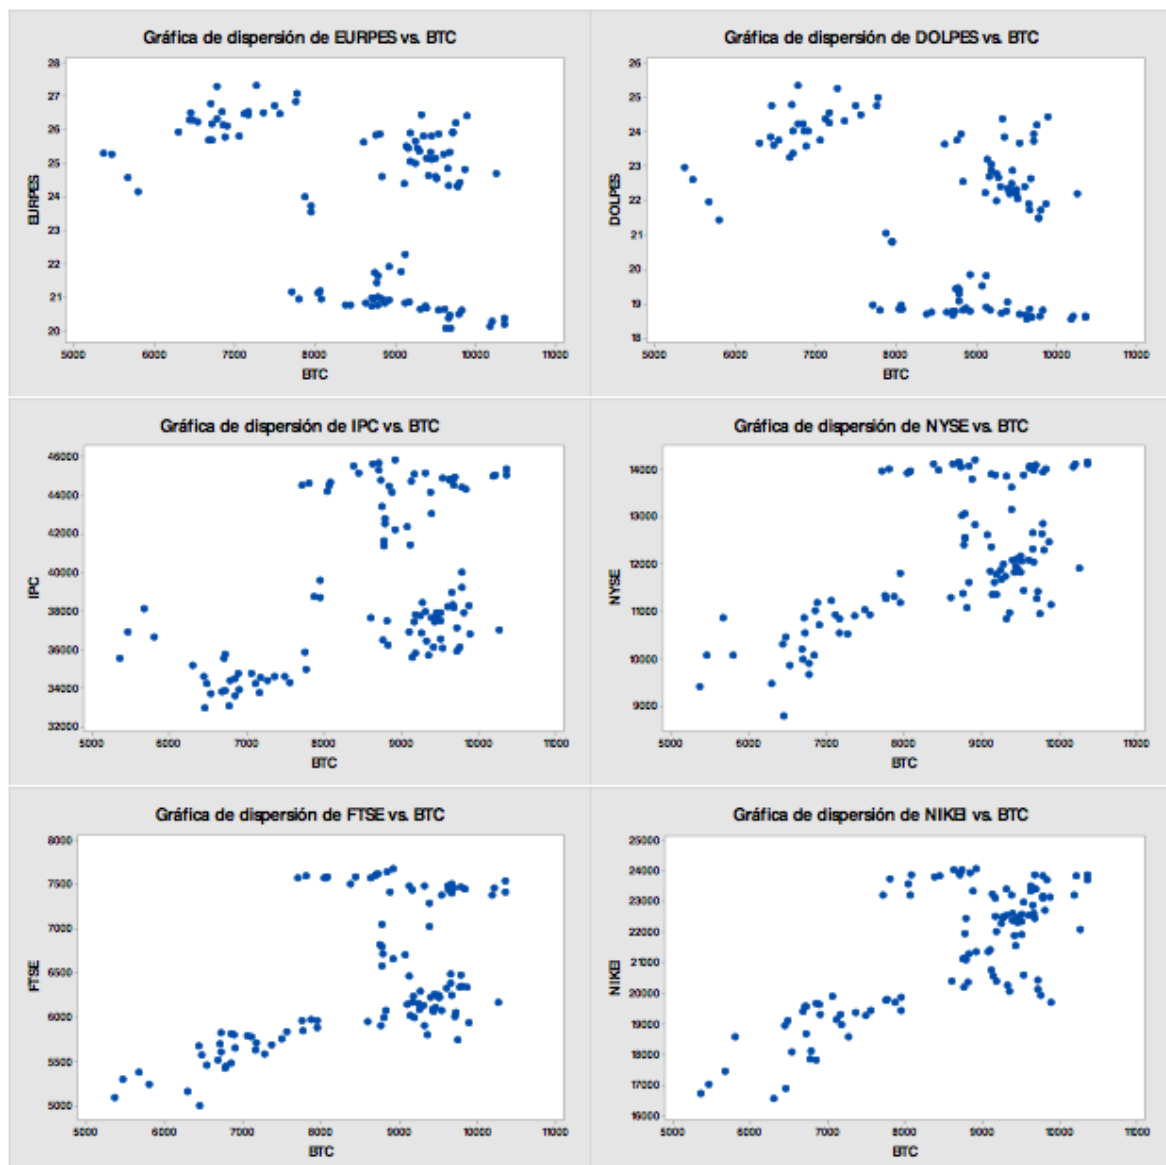 Gráfica de dispersión de EURPES vs. BTC
28
27
26
25
24
23
22
21
20
EURPES
5000 6000 7000 8000 9000 10000 11000
BTC
Gráfica de dispersión de DOLPES vs. BTC
26
25
24
23
22
21
20
19
18
DOLPES
5000 6000 7000 8000 9000 10000 11000
BTC
Gráfica de dispersión de IPC vs. BTC
46000
44000
42000
40000
38000
36000
34000
32000
IPC
5000 6000 7000 8000 9000 10000 11000
BTC
Gráfica de dispersión de NYSE vs. BTC
14000
13000
12000
11000
10000
9000
NYSE
5000 6000 7000 8000 9000 10000 11000
BTC
Gráfica de dispersión de FTSE vs. BTC
8000
7500
7000
6500
6000
5500
5000
FTSE
5000 6000 7000 8000 9000 10000 11000
BTC
Gráfica de dispersión de NIKEI vs. BTC
25000
24000
23000
22000
21000
20000
19000
18000
17000
16000
NIKEI
5000 6000 7000 8000 9000 10000 11000
BTC